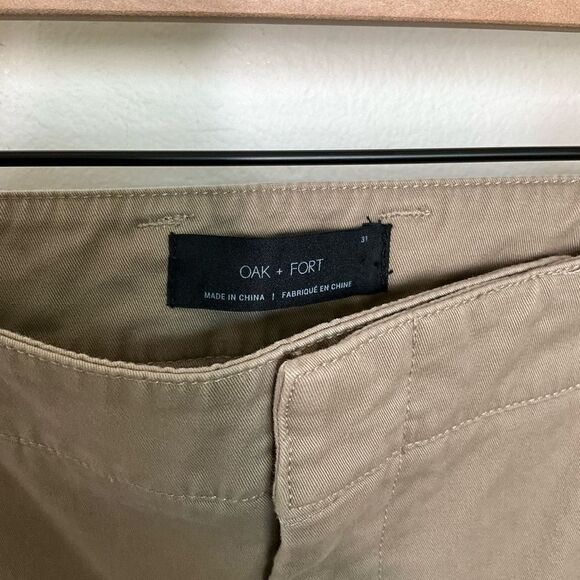 31
OAK + FORT
MADE IN CHINA | FABRIQUÉ EN CHINE